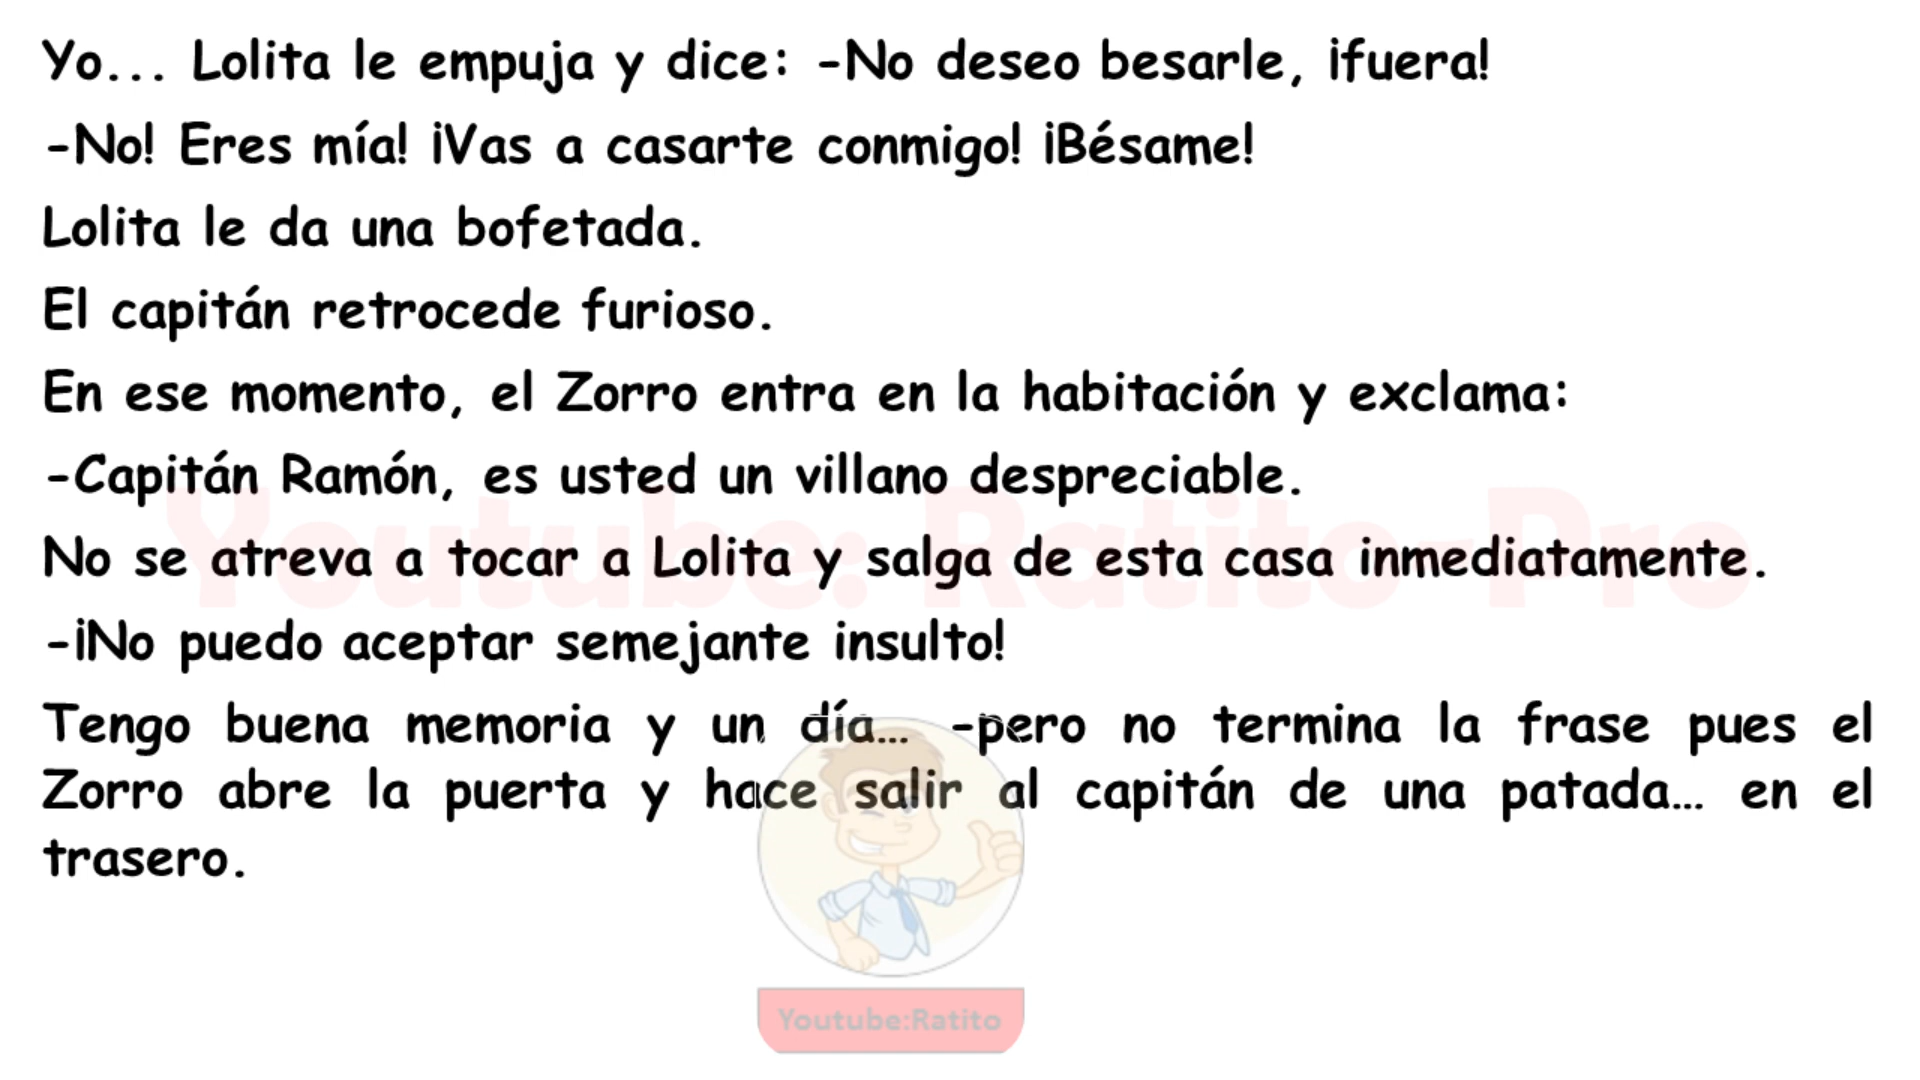 Yo... Lolita le empuja y dice: -No deseo besarle, ¡fuera!
-No! Eres mía! ¡Vas a casarte conmigo! ¡Bésame!
Lolita le da una bofetada.
El capitán retrocede furioso.
En ese momento, el Zorro entra en la habitación y exclama:
-Capitán Ramón, es usted un villano despreciable.
No se atreva a tocar a Lolita y salga de esta casa inmediatamente.
-¡No puedo aceptar semejante insulto!
Tengo buena memoria y un día... -pero no termina la frase pues el
Zorro abre la puerta y hace salir al capitán de una patada... en el
trasero.
Youtube: Ratito-Pro
Youtube:Ratito